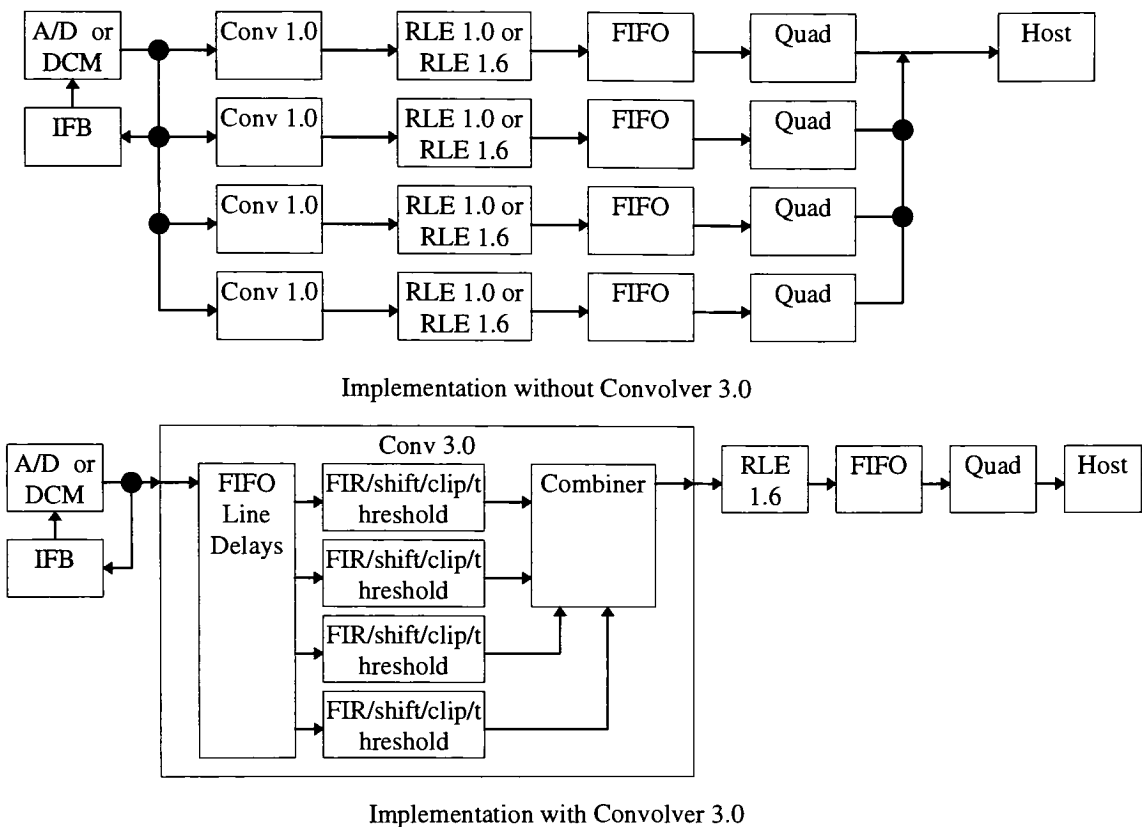 A/D or
DCM
Conv 1.0
RLE 1.0 or
RLE 1.6
FIFO
Quad
Host
IFB
Conv 1.0
RLE 1.0 or
RLE 1.6
FIFO
Quad
Conv 1.0
RLE 1.0 or
RLE 1.6
FIFO
Quad
Conv 1.0
RLE 1.0 or
RLE 1.6
FIFO
Quad
Implementation without Convolver 3.0
Conv 3.0
A/D or
DCM
IFB
FIFO
Line
Delays
FIR/shift/clip/t
hreshold
FIR/shift/clip/t
hreshold
FIR/shift/clip/t
hreshold
FIR/shift/clip/t
hreshold
Combiner
RLE
1.6
FIFO
Quad
Host
Implementation with Convolver 3.0